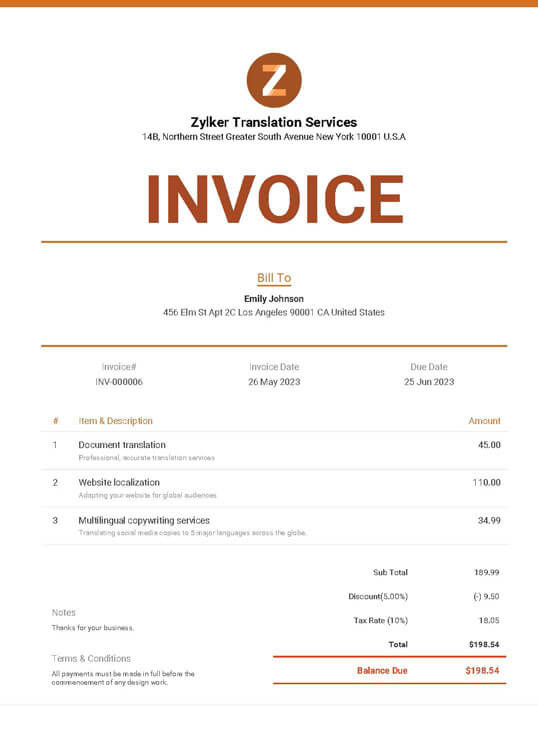 Z
Zylker Translation Services
14B, Northern Street Greater South Avenue New York 10001 U.S.A
INVOICE
Bill To
Emily Johnson
456 Elm St Apt 2C Los Angeles 90001 CA United States
Invoice# Invoice Date Due Date
INV-000006 26 May 2023 25 Jun 2023
# Item & Description Amount
1 Document translation 45.00
Professional, accurate translation services
2 Website localization 110.00
Adapting your website for global audiences
3 Multilingual copywriting services 34.99
Translating social media copies to 5 major languages across the globe.
Sub Total 189.99
Discount(5.00%) (-) 9.50
Tax Rate (10%) 18.05
Total $198.54
Balance Due $198.54
Notes
Thanks for your business.
Terms & Conditions
All payments must be made in full before the
commencement of any design work.